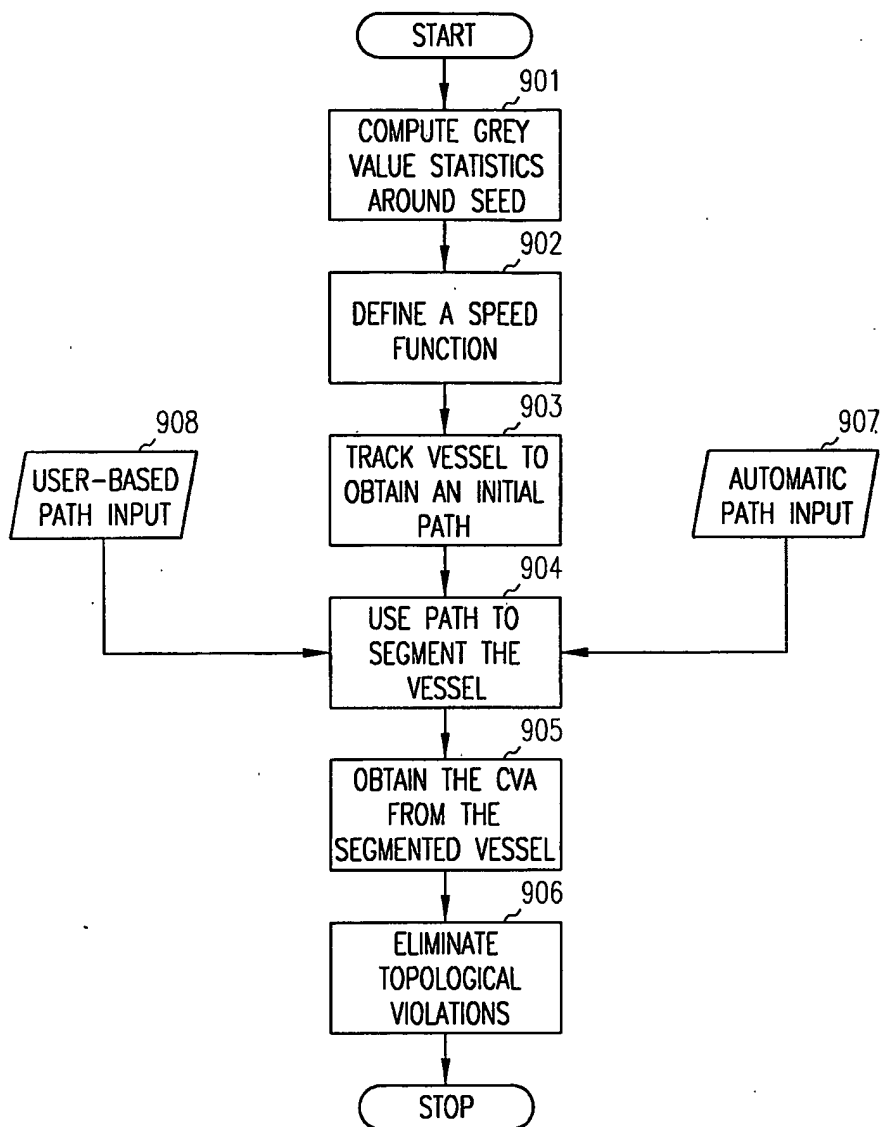 START
901
COMPUTE GREY
VALUE STATISTICS
AROUND SEED
902
DEFINE A SPEED
FUNCTION
903
TRACK VESSEL TO
OBTAIN AN INITIAL
PATH
908
USER-BASED
PATH INPUT
907
AUTOMATIC
PATH INPUT
904
USE PATH TO
SEGMENT THE
VESSEL
905
OBTAIN THE CVA
FROM THE
SEGMENTED VESSEL
906
ELIMINATE
TOPOLOGICAL
VIOLATIONS
STOP